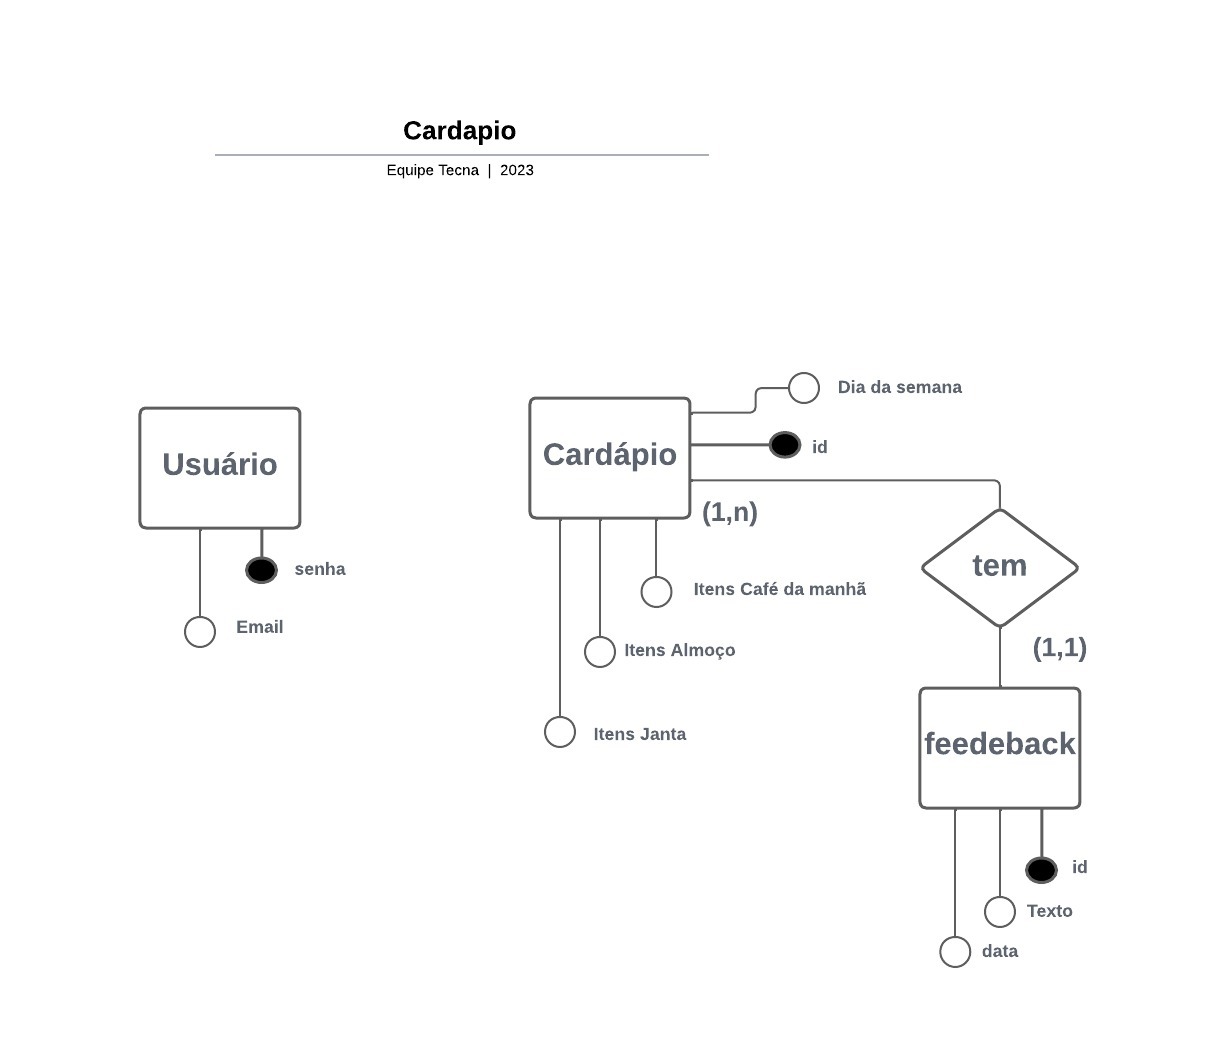 Cardapio
Equipe Tecna | 2023
Dia da semana
id
Usuário
Cardápio
(1,n)
tem
senha
Itens Café da manhã
Email
Itens Almoço
(1,1)
Itens Janta
feedeback
id
Texto
data